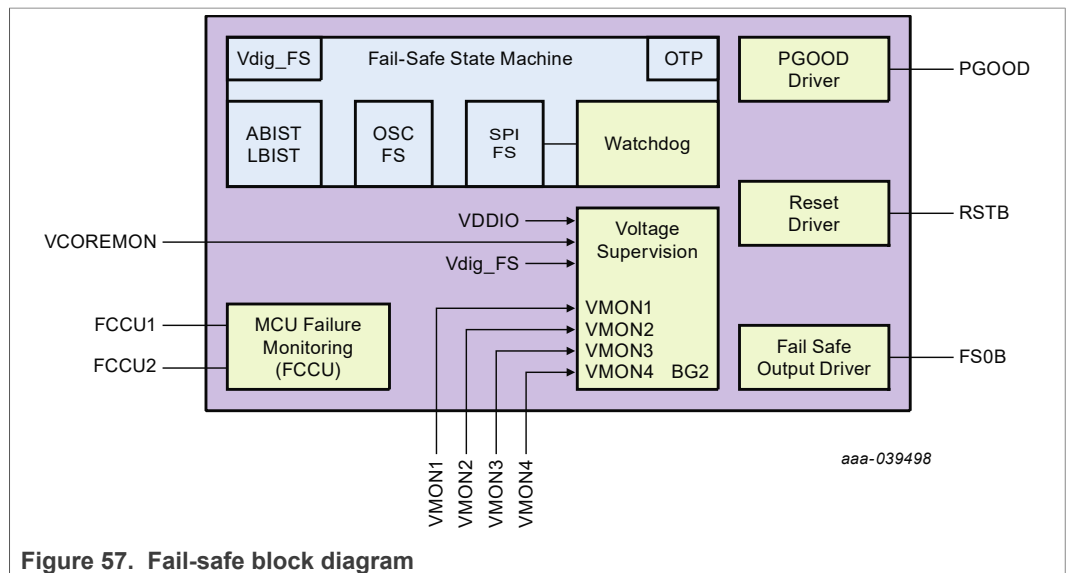 Vdig_FS
Fail-Safe State Machine
OTP
PGOOD
Driver
PGOOD
ABIST
LBIST
OSC
FS
SPI
FS
Watchdog
Reset
Driver
RSTB
VDDIO
VCOREMON
Vdig_FS
Voltage
Supervision
VMON1
VMON2
VMON3
VMON4 BG2
FCCU1
FCCU2
MCU Failure
Monitoring
(FCCU)
Fail Safe
Output Driver
FS0B
VMON1
VMON2
VMON3
VMON4
aaa-039498
Figure 57. Fail-safe block diagram